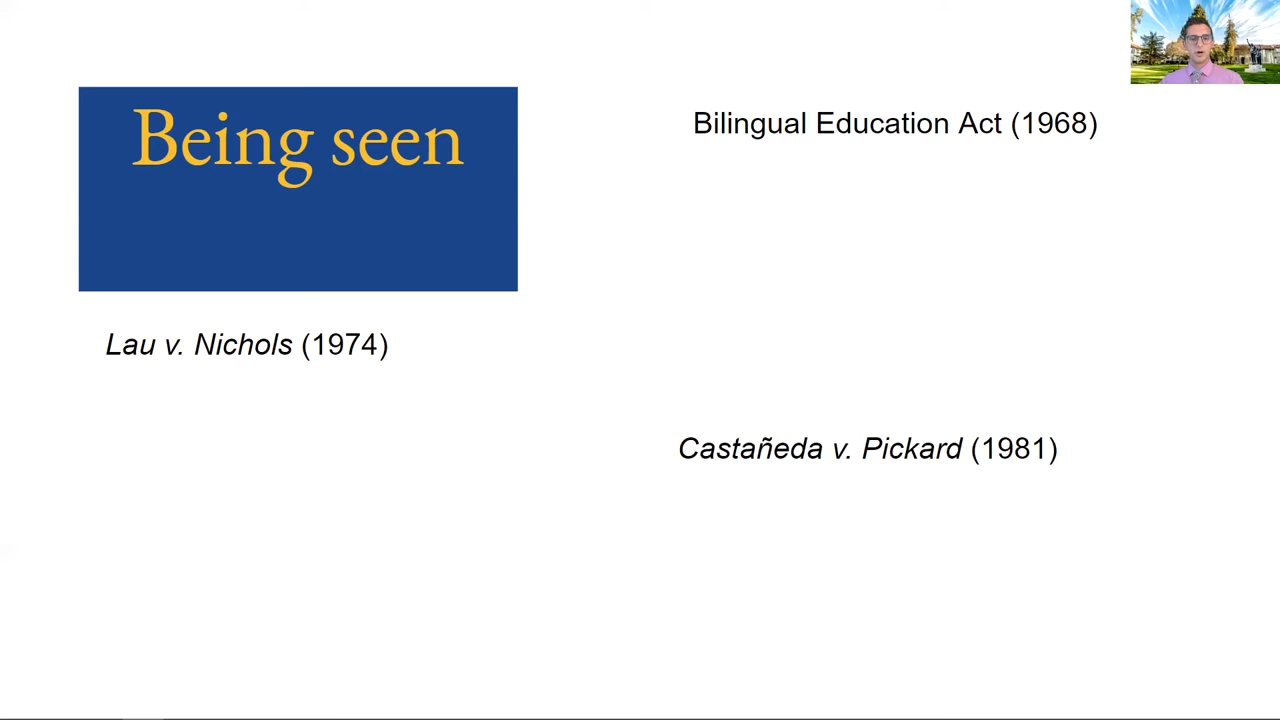 Being seen
Bilingual Education Act (1968)
Lau v. Nichols (1974)
Castañeda v. Pickard (1981)